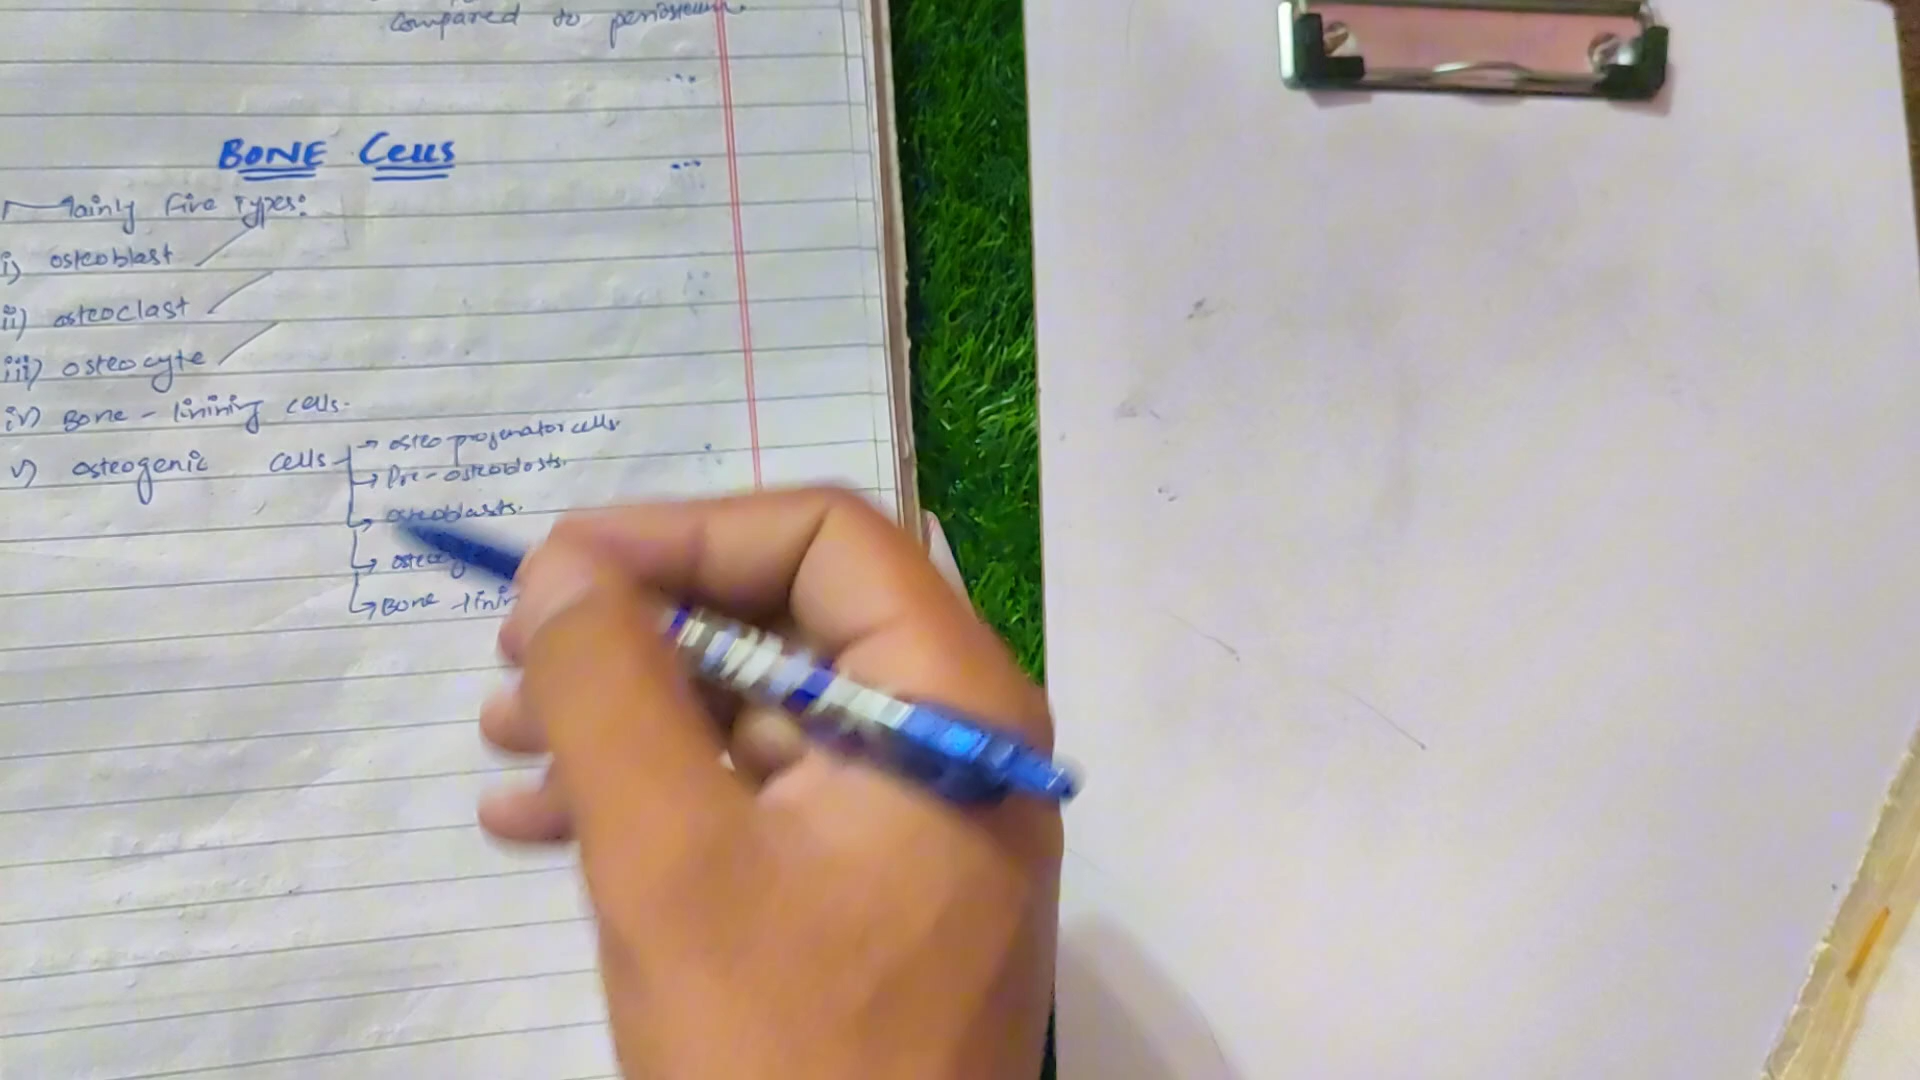 compared to periosteum.
BONE Cells
Mainly Five Types:
i) osteoblast
ii) osteoclast
iii) osteocyte
iv) Bone - linining cells.
v) osteogenic cells
→ osteo progenator cells
→ Pre-osteoblasts.
→ osteoblasts.
→
→ Bone